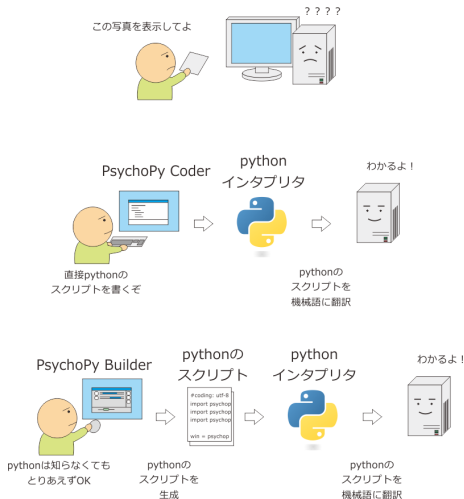 この写真を表示してよ
？？？？
PsychoPy Coder
python
インタプリタ
わかるよ！
直接pythonの
スクリプトを書くぞ
pythonの
スクリプトを
機械語に翻訳
PsychoPy Builder
pythonの
スクリプト
python
インタプリタ
わかるよ！
#coding: utf-8
import psychop
import psychop
import psychop
win = psychop
pythonは知らなくても
とりあえずOK
pythonの
スクリプトを
生成
pythonの
スクリプトを
機械語に翻訳